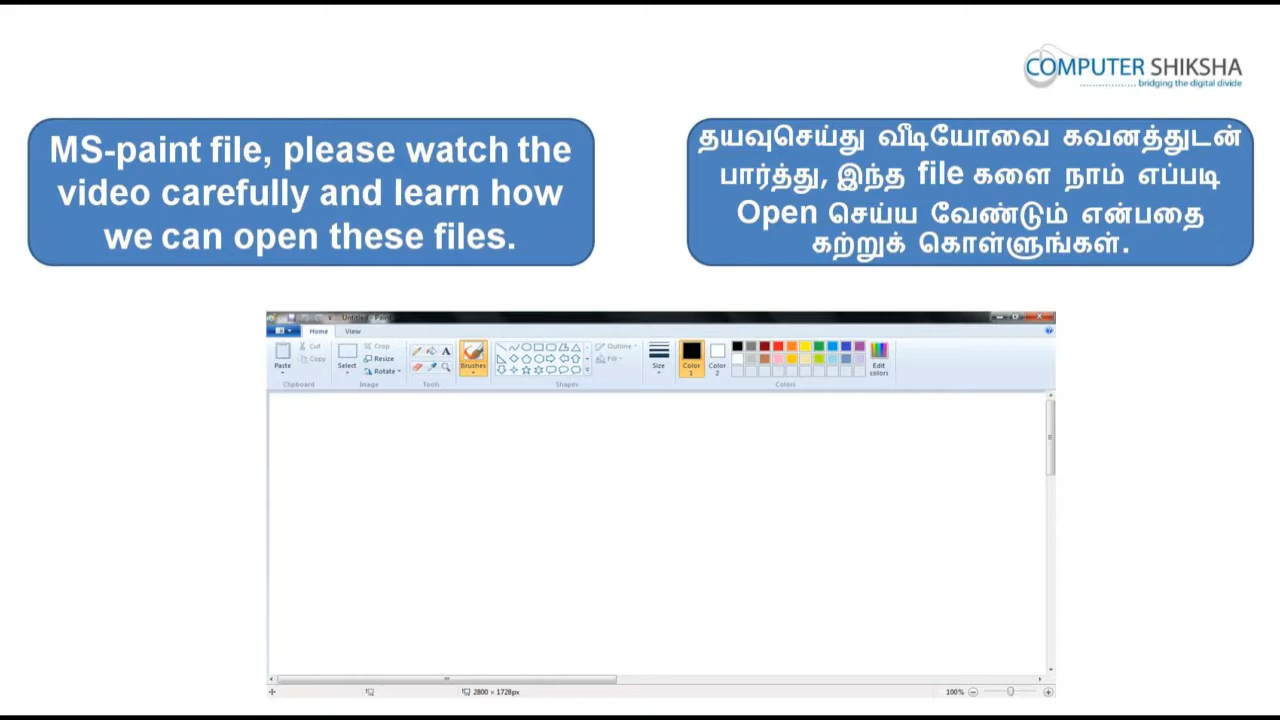 COMPUTER SHIKSHA
bridging the digital divide
MS-paint file, please watch the
video carefully and learn how
we can open these files.
தயவுசெய்து வீடியோவை கவனத்துடன்
பார்த்து, இந்த file களை நாம் எப்படி
Open செய்ய வேண்டும் என்பதை
கற்றுக் கொள்ளுங்கள்.
Home View
Paste
Cut
Copy
Clipboard
Select
Crop
Resize
Rotate
Image
A
Tools
Brushes
Shapes
Outline
Fill
Size
Color
1
Color
2
Colors
Edit
colors
2800 × 1728px
100%